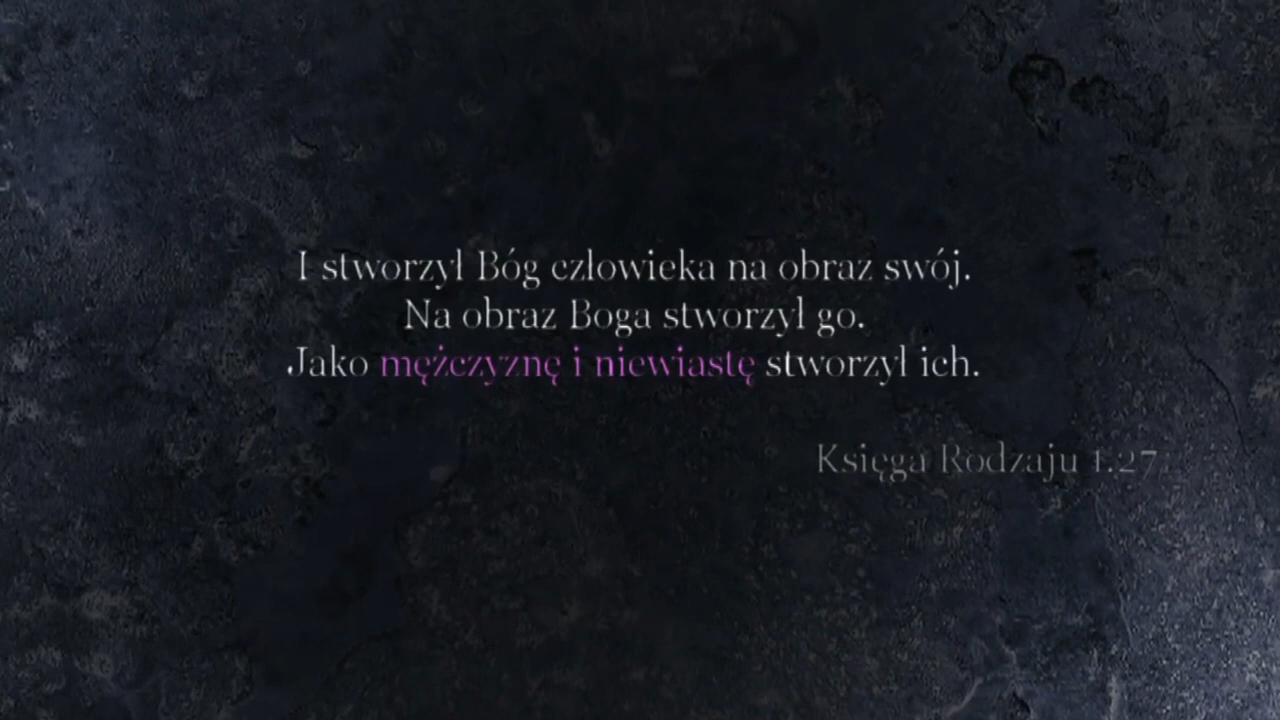 I stworzył Bóg człowieka na obraz swój.
Na obraz Boga stworzył go.
Jako mężczyznę i niewiastę stworzył ich.
Księga Rodzaju 1.27